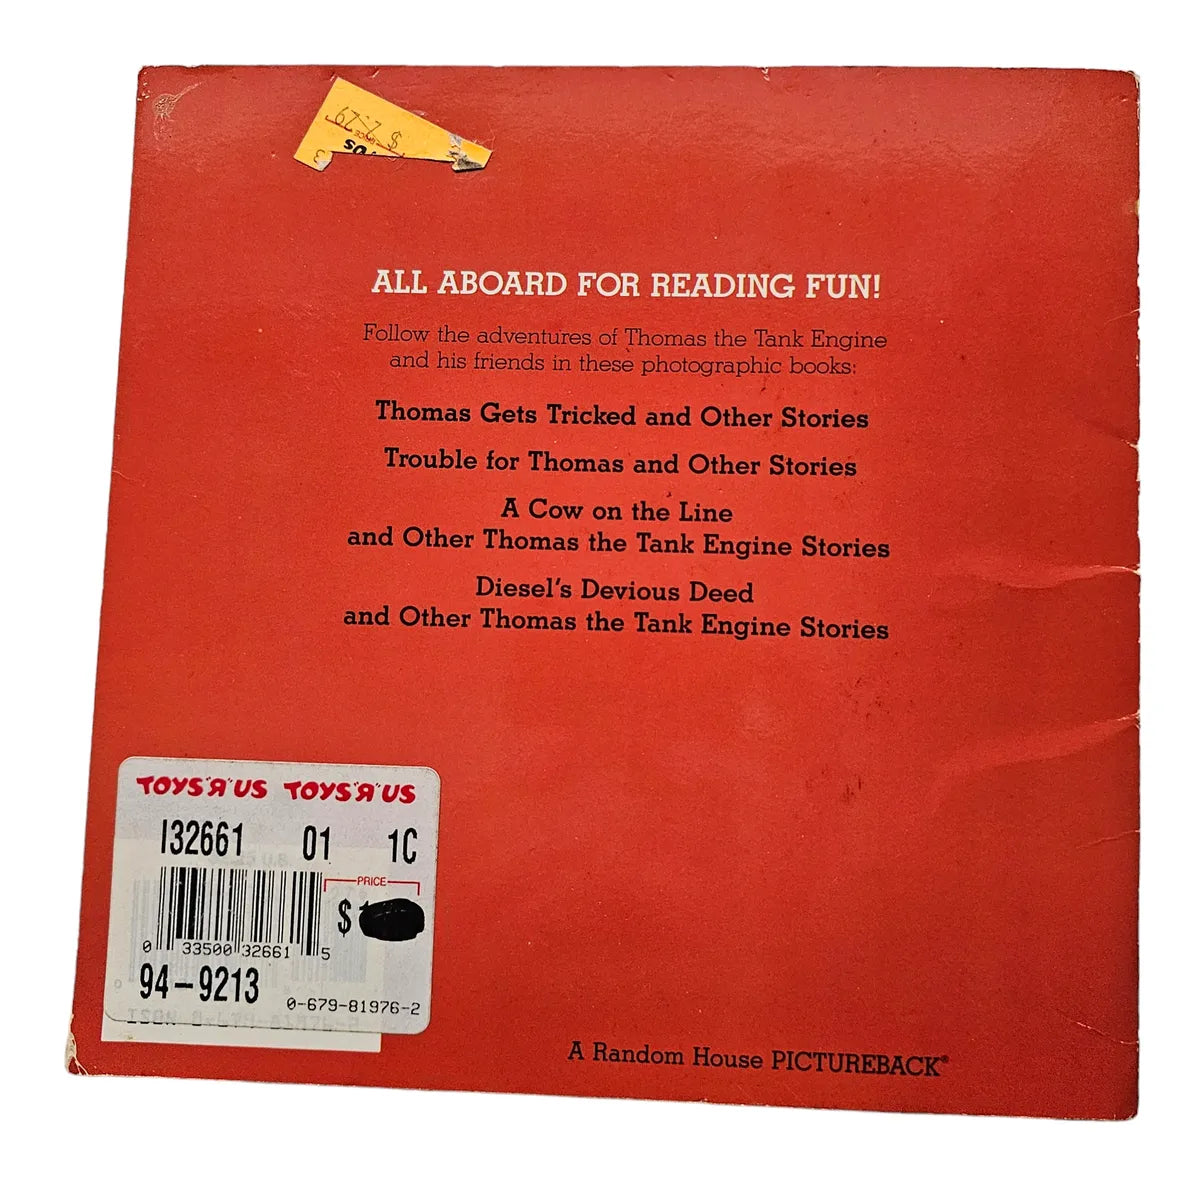 ALL ABOARD FOR READING FUN!
Follow the adventures of Thomas the Tank Engine
and his friends in these photographic books:
Thomas Gets Tricked and Other Stories
Trouble for Thomas and Other Stories
A Cow on the Line
and Other Thomas the Tank Engine Stories
Diesel's Devious Deed
and Other Thomas the Tank Engine Stories
TOYS "R" US TOYS "R" US
132661 01 1C
PRICE
$
0 33500 32661 5
94-9213
0-679-81976-2
A Random House PICTUREBACK®